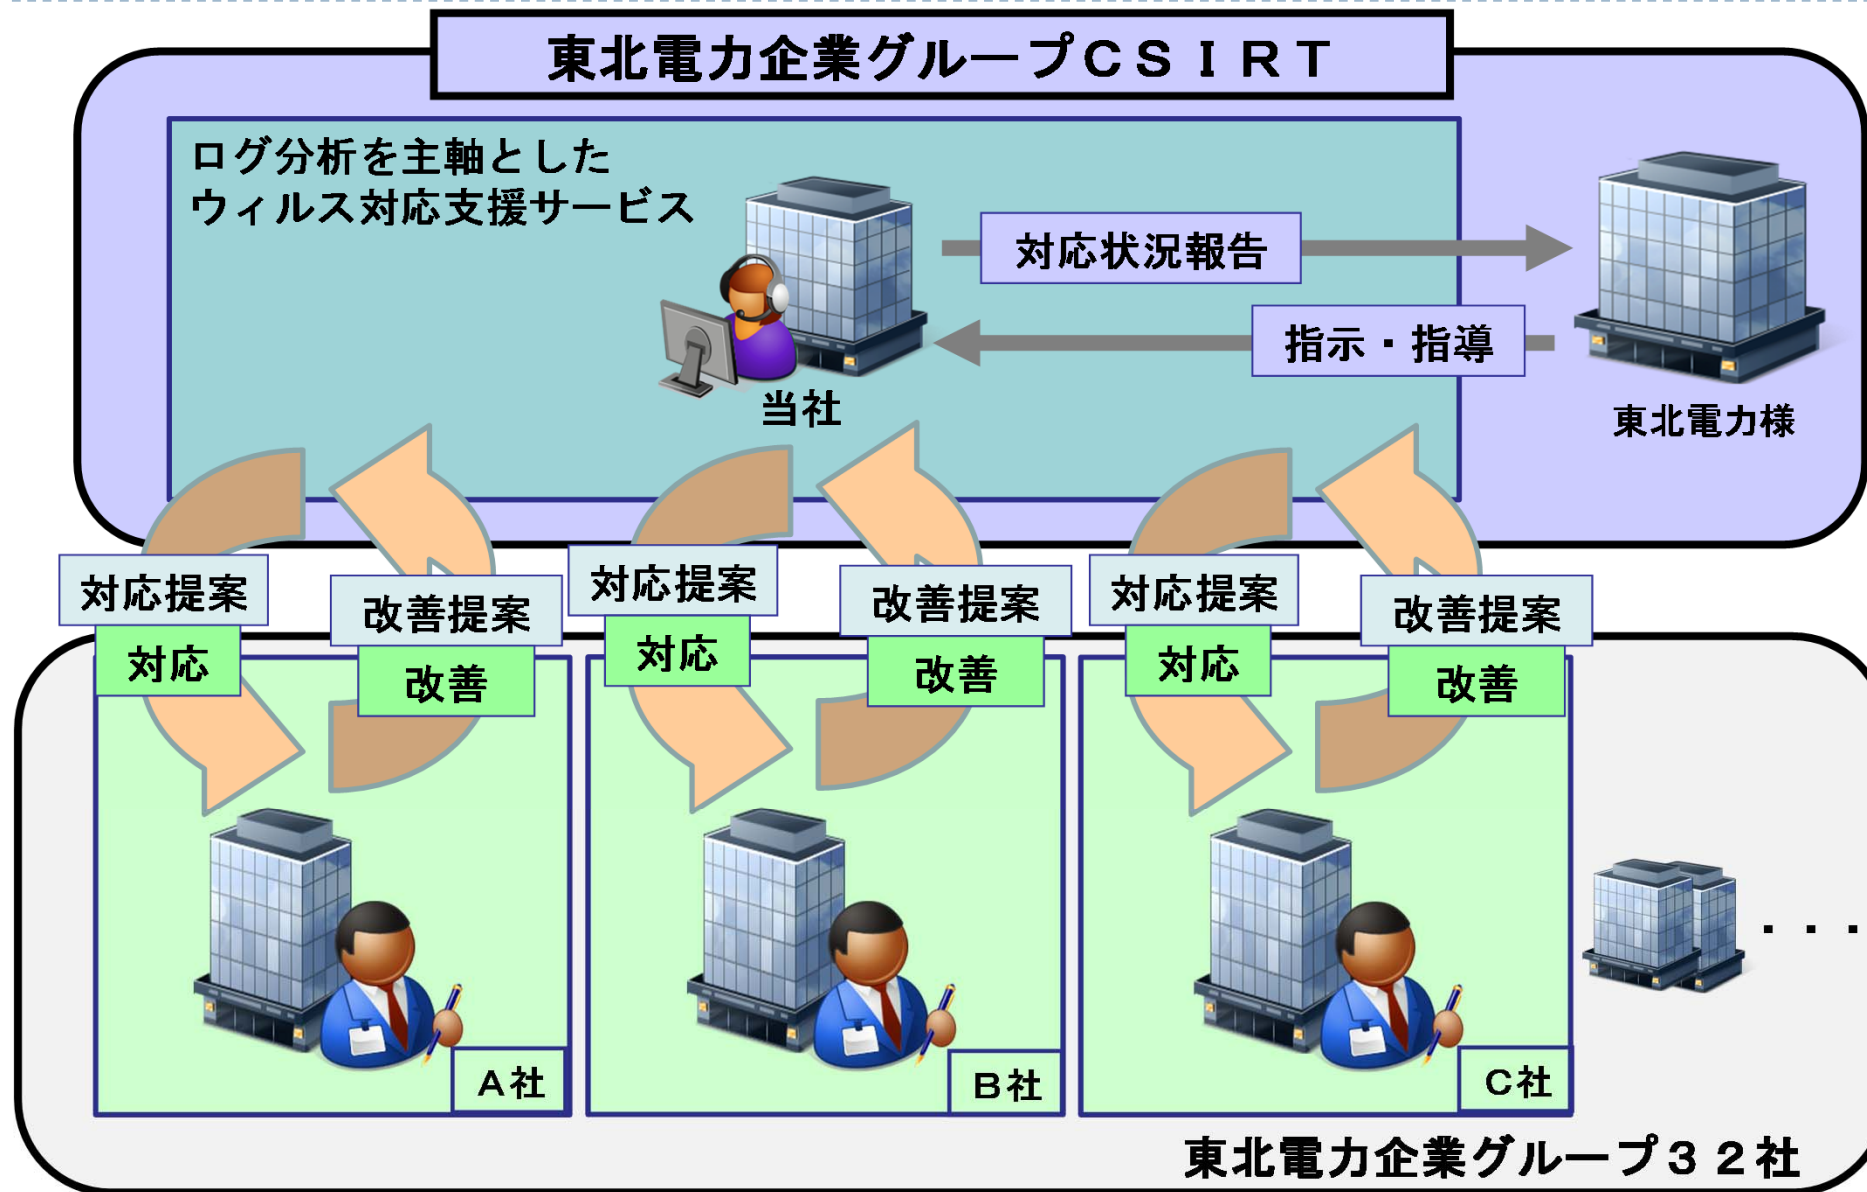 東北電力企業グループＣＳＩＲＴ
ログ分析を主軸とした
ウィルス対応支援サービス
対応状況報告
指示・指導
当社
東北電力様
対応提案
対応
改善提案
改善
対応提案
対応
改善提案
改善
対応提案
対応
改善提案
改善
Ａ社
Ｂ社
Ｃ社
・・・
東北電力企業グループ３２社